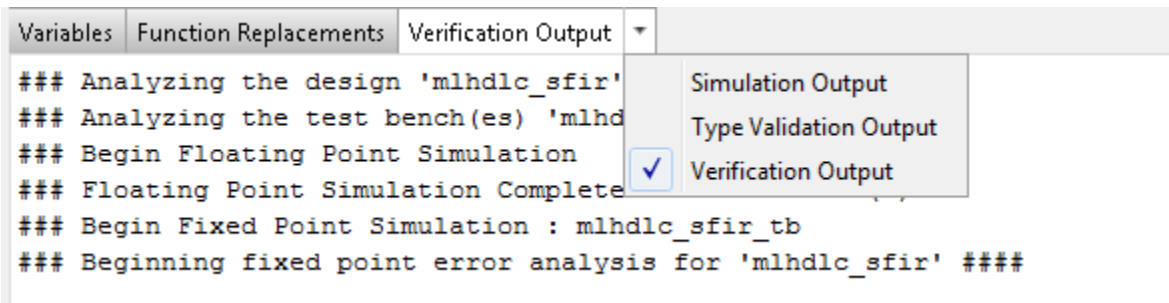 Variables Function Replacements Verification Output
### Analyzing the design 'mlhdlc_sfir'
Simulation Output
### Analyzing the test bench(es) 'mlhd
Type Validation Output
### Begin Floating Point Simulation
Verification Output
### Floating Point Simulation Complete
### Begin Fixed Point Simulation : mlhdlc_sfir_tb
### Beginning fixed point error analysis for 'mlhdlc_sfir' ####